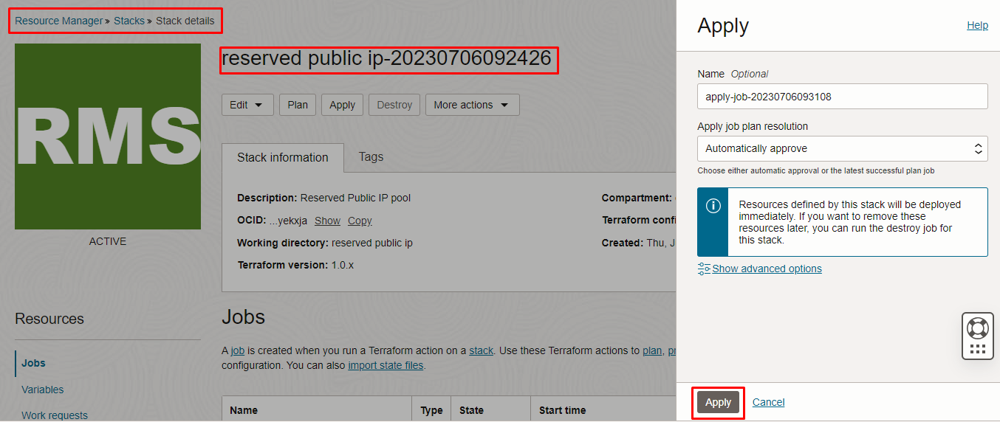 Resource Manager » Stacks » Stack details
RMS
ACTIVE
reserved public ip-20230706092426
Edit Plan Apply Destroy More actions
Stack information Tags
Description: Reserved Public IP pool
OCID: ...yekxja Show Copy
Working directory: reserved public ip
Terraform version: 1.0.x
Compartment:
Terraform confi
Created: Thu, J
Resources
Jobs
Variables
Work requests
Jobs
A job is created when you run a Terraform action on a stack. Use these Terraform actions to plan, pr
configuration. You can also import state files.
Name Type State Start time
Apply Help
Name Optional
apply-job-20230706093108
Apply job plan resolution
Automatically approve
Choose either automatic approval or the latest successful plan job
Resources defined by this stack will be deployed
immediately. If you want to remove these
resources later, you can run the destroy job for
this stack.
Show advanced options
Apply Cancel